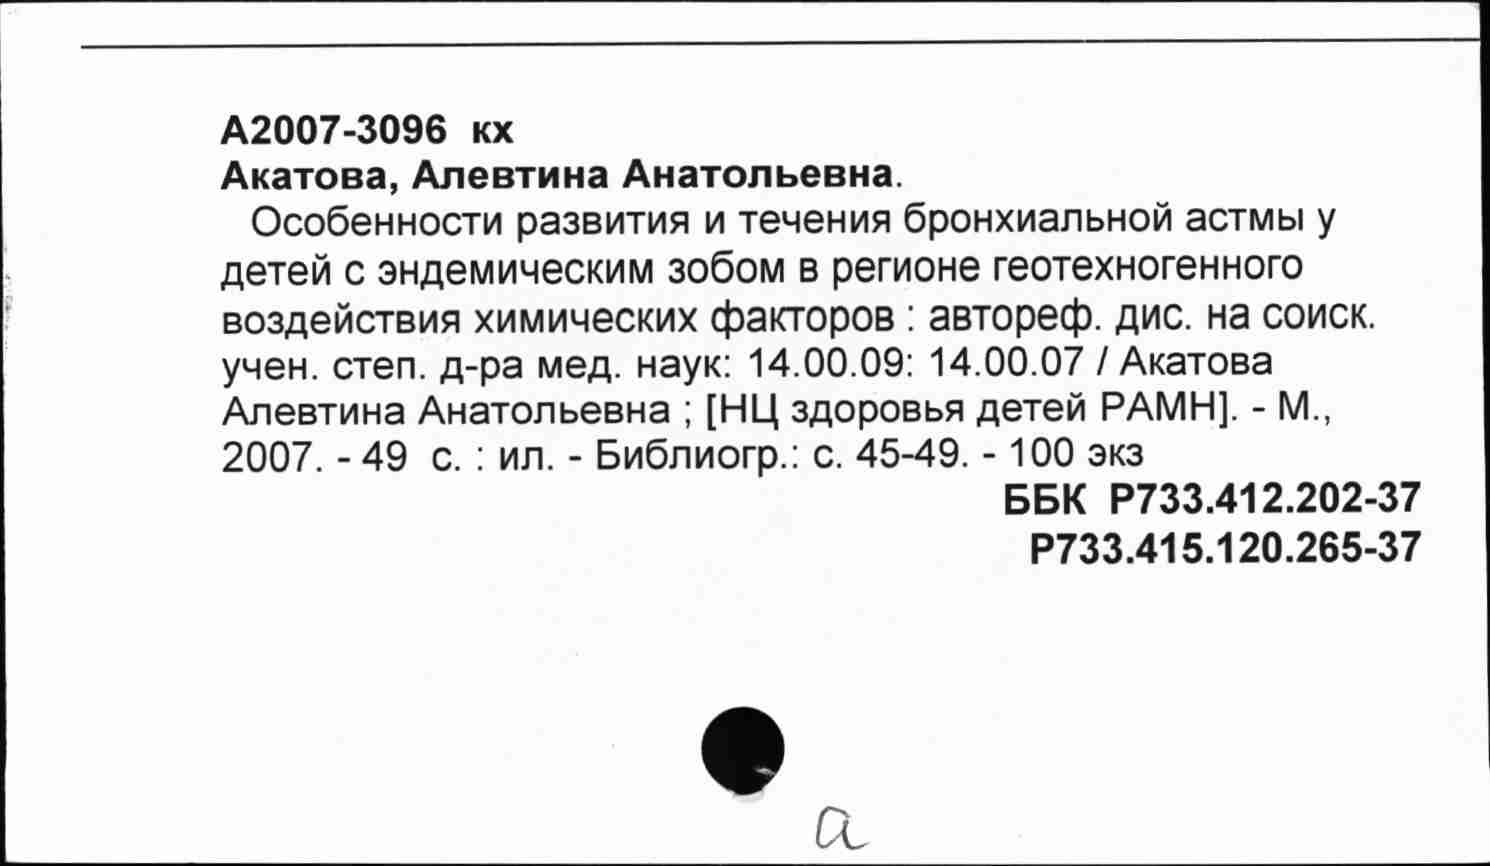 А2007-3096 кх
Акатова, Алевтина Анатольевна.
Особенности развития и течения бронхиальной астмы у
детей с эндемическим зобом в регионе геотехногенного
воздействия химических факторов : автореф. дис. на соиск.
учен. степ. д-ра мед. наук: 14.00.09: 14.00.07 / Акатова
Алевтина Анатольевна ; [НЦ здоровья детей РАМН]. - М.,
2007. - 49 с. : ил. - Библиогр.: с. 45-49. - 100 экз
ББК Р733.412.202-37
Р733.415.120.265-37
а